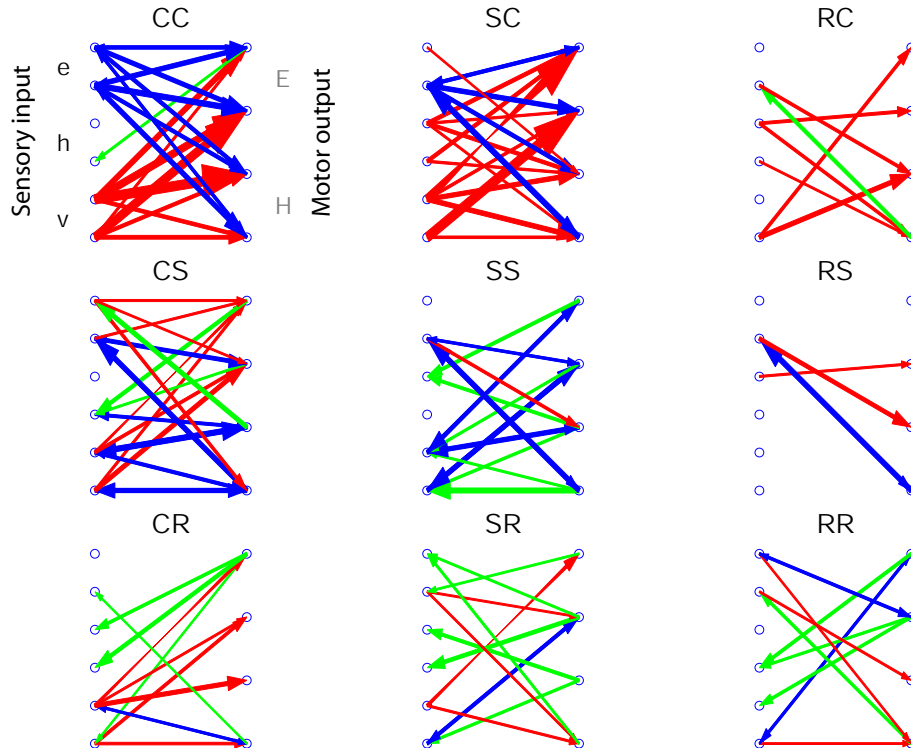 CC
SC
RC
Sensory input
e
h
v
E
H
Motor output
CS
SS
RS
CR
SR
RR